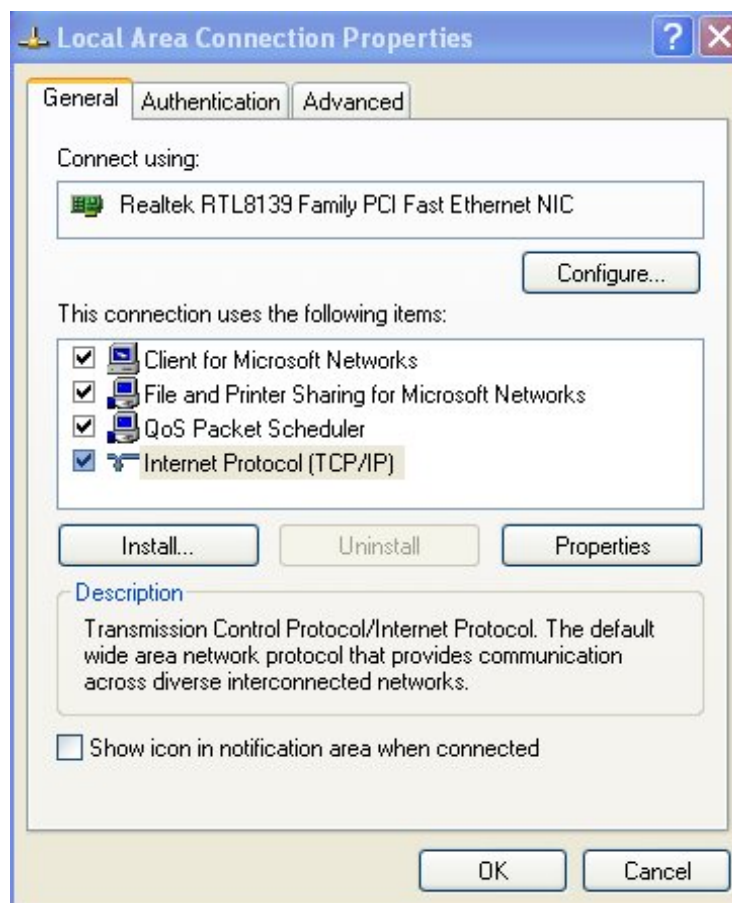 Local Area Connection Properties
General Authentication Advanced
Connect using:
Realtek RTL8139 Family PCI Fast Ethernet NIC
Configure...
This connection uses the following items:
Client for Microsoft Networks
File and Printer Sharing for Microsoft Networks
QoS Packet Scheduler
Internet Protocol (TCP/IP)
Install... Uninstall Properties
Description
Transmission Control Protocol/Internet Protocol. The default
wide area network protocol that provides communication
across diverse interconnected networks.
Show icon in notification area when connected
OK Cancel